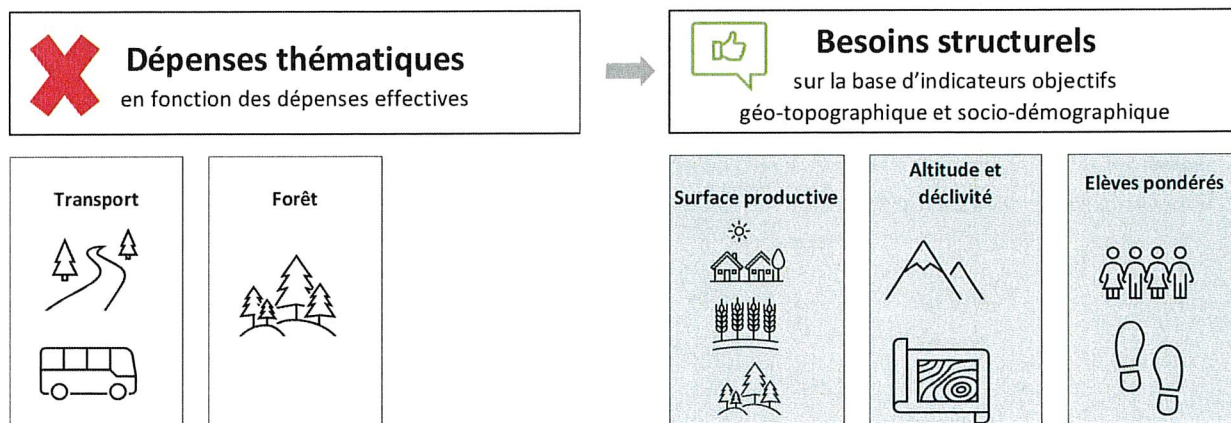 Dépenses thématiques
en fonction des dépenses effectives
Besoins structurels
sur la base d'indicateurs objectifs
géo-topographique et socio-démographique
Transport
Forêt
Surface productive
Altitude et
déclivité
Elèves pondérés